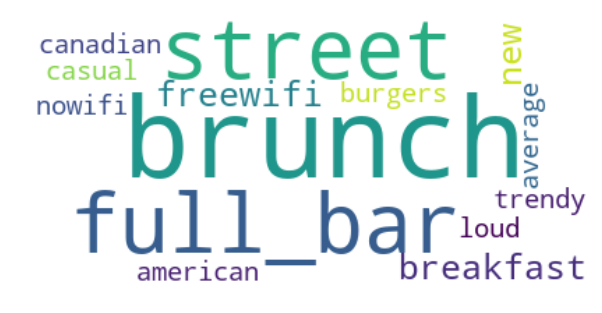 canadian
street
new
casual
freewifi
burgers
nowifi
brunch
average
full_bar
trendy
loud
american
breakfast